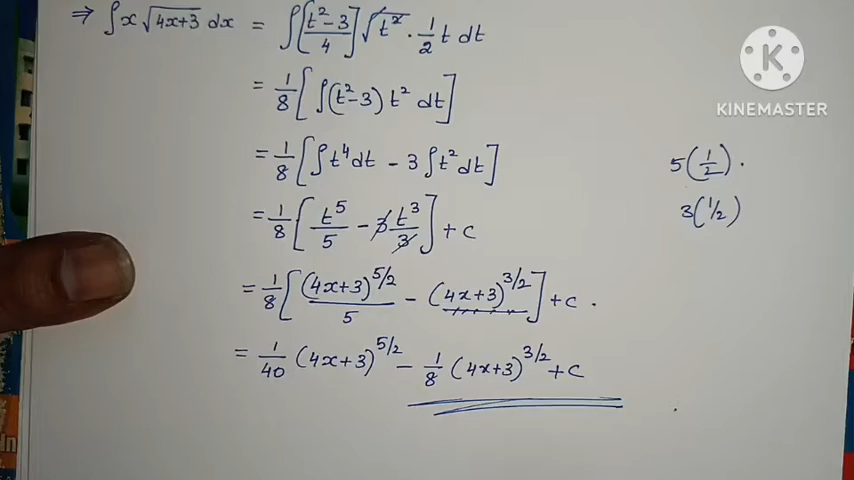 ⇒ ∫x √(4x+3) dx = ∫[(t²-3)/4] √t² · 1/2 t dt
= 1/8 [∫(t²-3) t² dt]
= 1/8 [∫t⁴dt - 3∫t²dt]
= 1/8 [t⁵/5 - 3 t³/3] + c
= 1/8 [(4x+3)^5/2 / 5 - (4x+3)^3/2] + c .
= 1/40 (4x+3)^5/2 - 1/8 (4x+3)^3/2 + c
5(1/2) .
3(1/2)
KINEMASTER